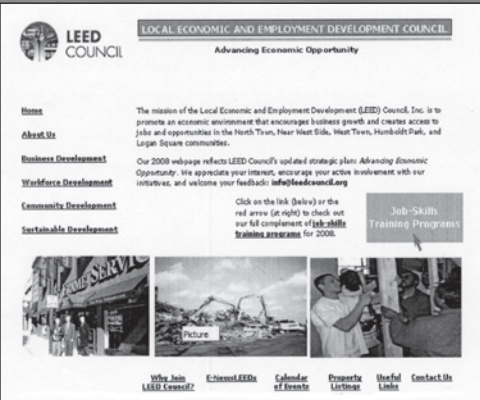 LEED
COUNCIL
LOCAL ECONOMIC AND EMPLOYMENT DEVELOPMENT COUNCIL
Advancing Economic Opportunity
Home
About Us
Business Development
Workforce Development
Community Development
Sustainable Development
The mission of the Local Economic and Employment Development (LEED) Council, Inc. is to
promote an economic environment that encourages business growth and creates access to
jobs and opportunities in the North Town, Near West Side, West Town, Humboldt Park, and
Logan Square communities.
Our 2008 webpage reflects LEED Council's updated strategic plan: Advancing Economic
Opportunity. We appreciate your interest, encourage your active involvement with our
initiatives, and welcome your feedback: info@leedcouncil.org
Click on the link (below) or the
red arrow (at right) to check out
our full complement of job-skills
training programs for 2008.
Job-Skills
Training Programs
HOME SERVIC
Picture
Why Join
LEED Council?
E-NewsLEEDs
Calendar
of Events
Property
Listings
Useful
Links
Contact Us